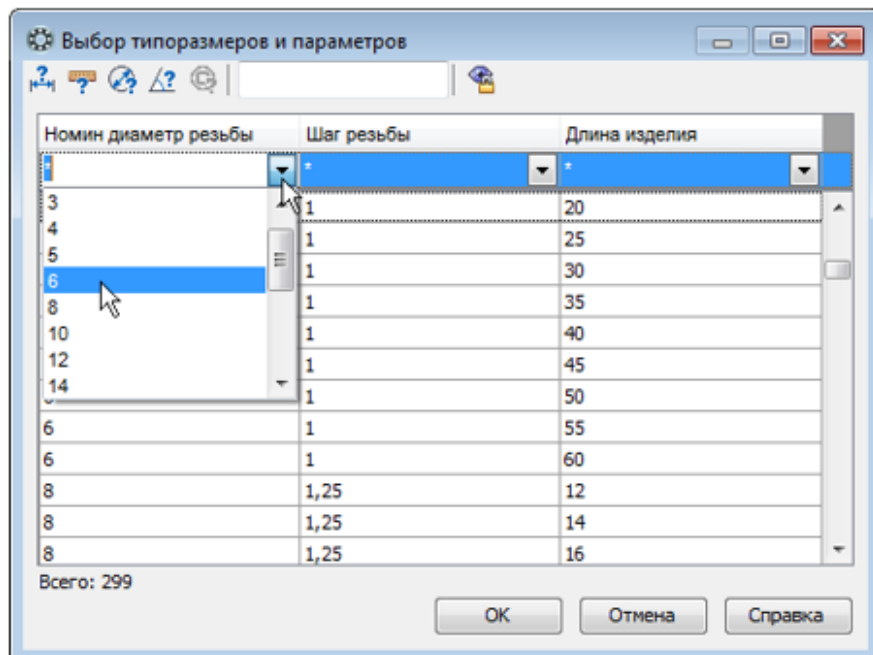 Выбор типоразмеров и параметров
Номин диаметр резьбы Шаг резьбы Длина изделия
* * *
3 1 20
4 1 25
5 1 30
6 1 35
8 1 40
10 1 45
12 1 50
14
6 1 55
6 1 60
8 1,25 12
8 1,25 14
8 1,25 16
Всего: 299
ОК Отмена Справка